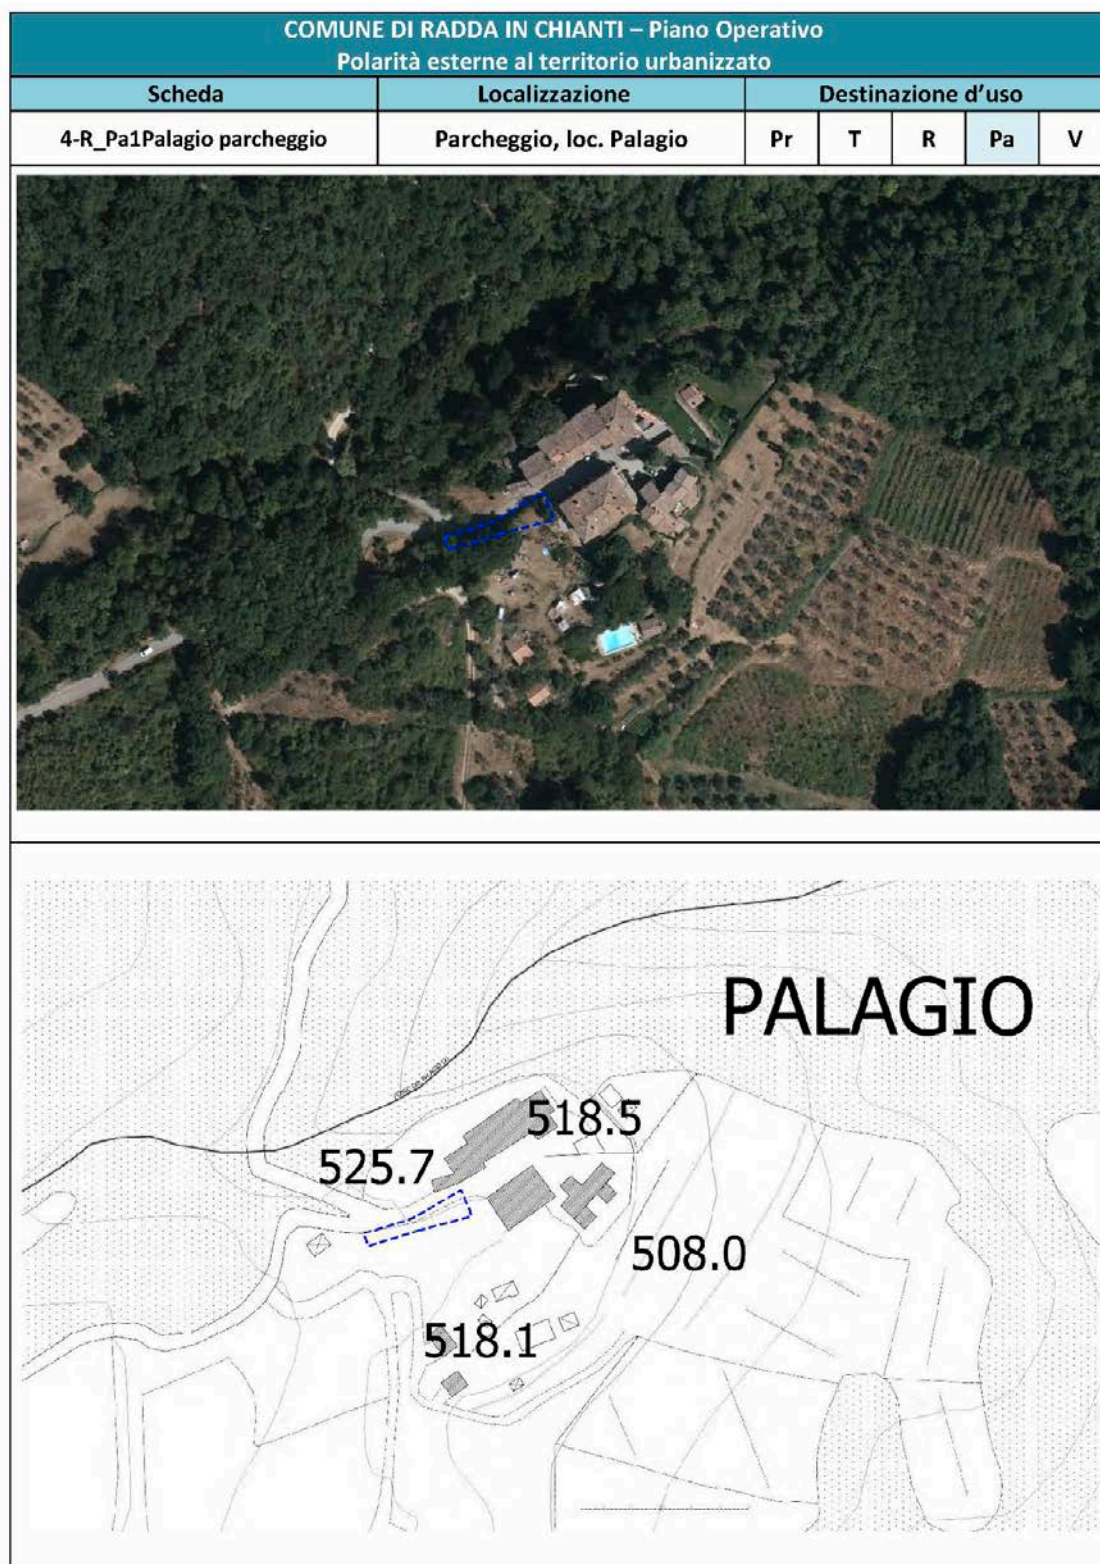 COMUNE DI RADDA IN CHIANTI – Piano Operativo
Polarità esterne al territorio urbanizzato
Scheda Localizzazione Destinazione d'uso
4-R_Pa1Palagio parcheggio Parcheggio, loc. Palagio Pr T R Pa V
PALAGIO
518.5
525.7
508.0
518.1